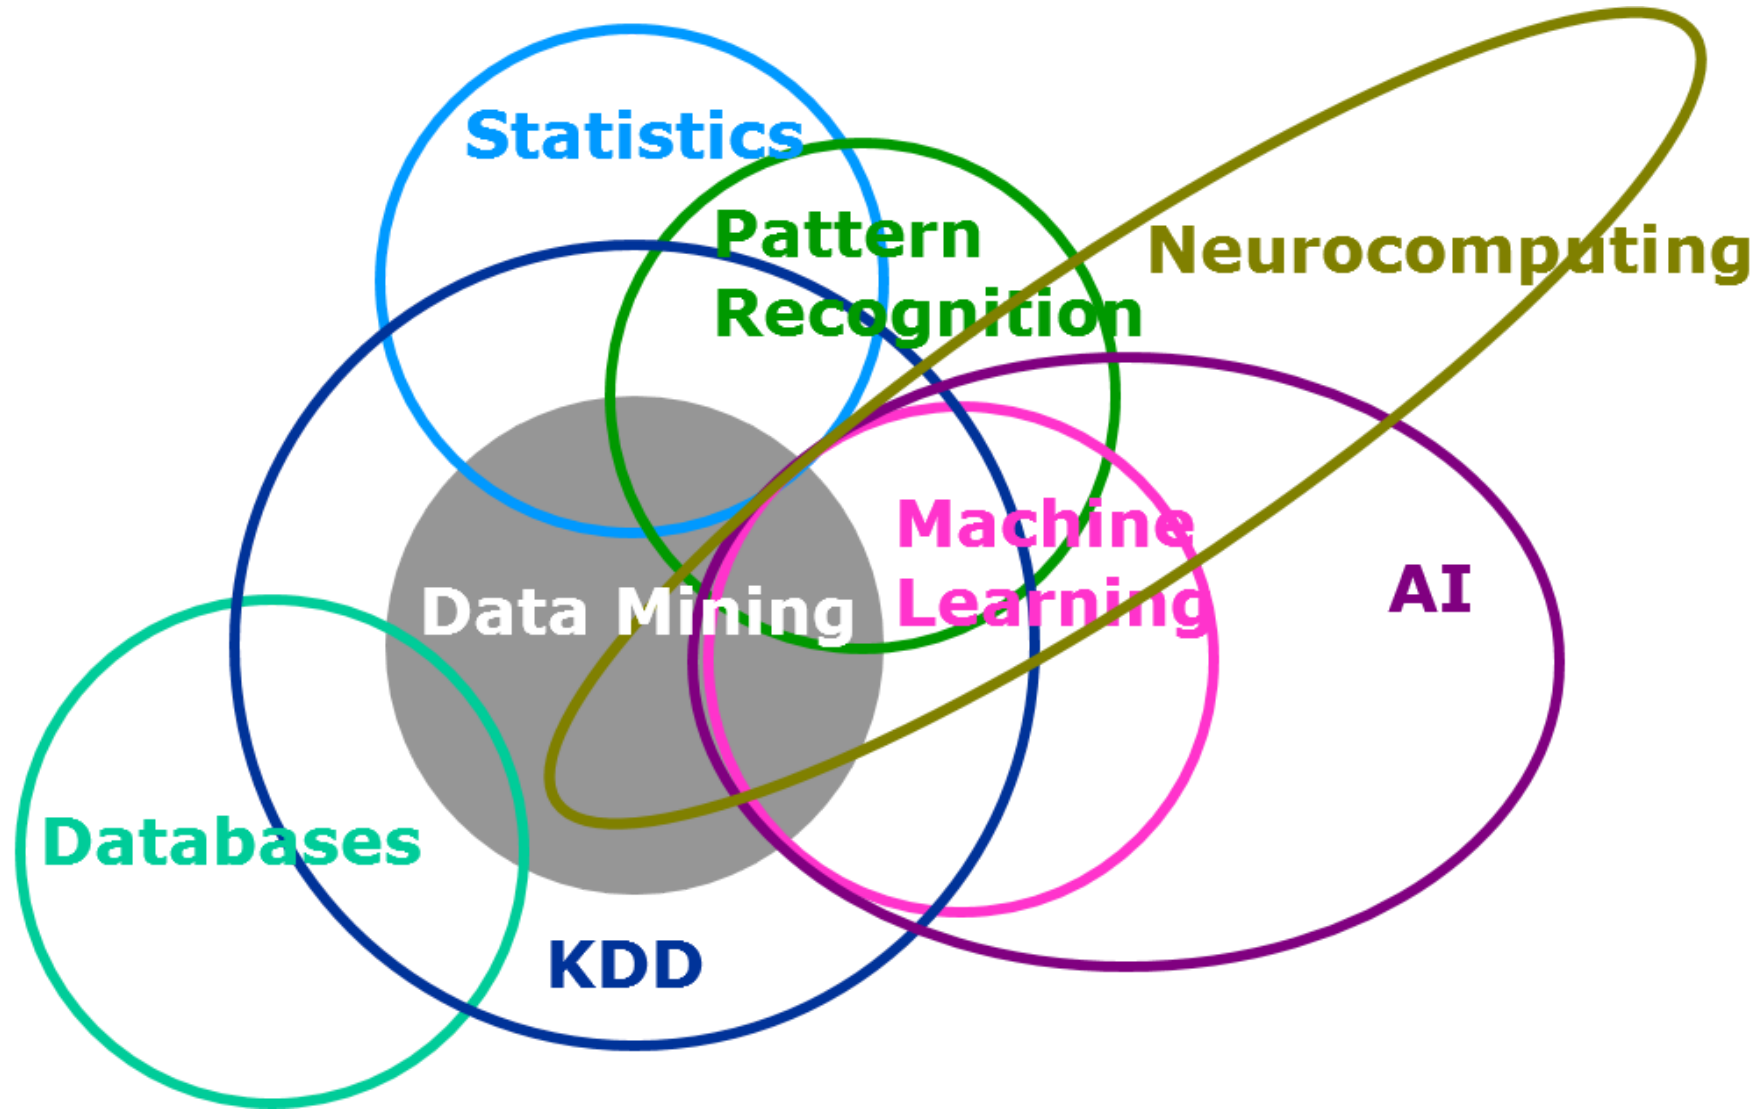 Statistics
Pattern
Recognition
Neurocomputing
Machine
Learning
AI
Data Mining
Databases
KDD